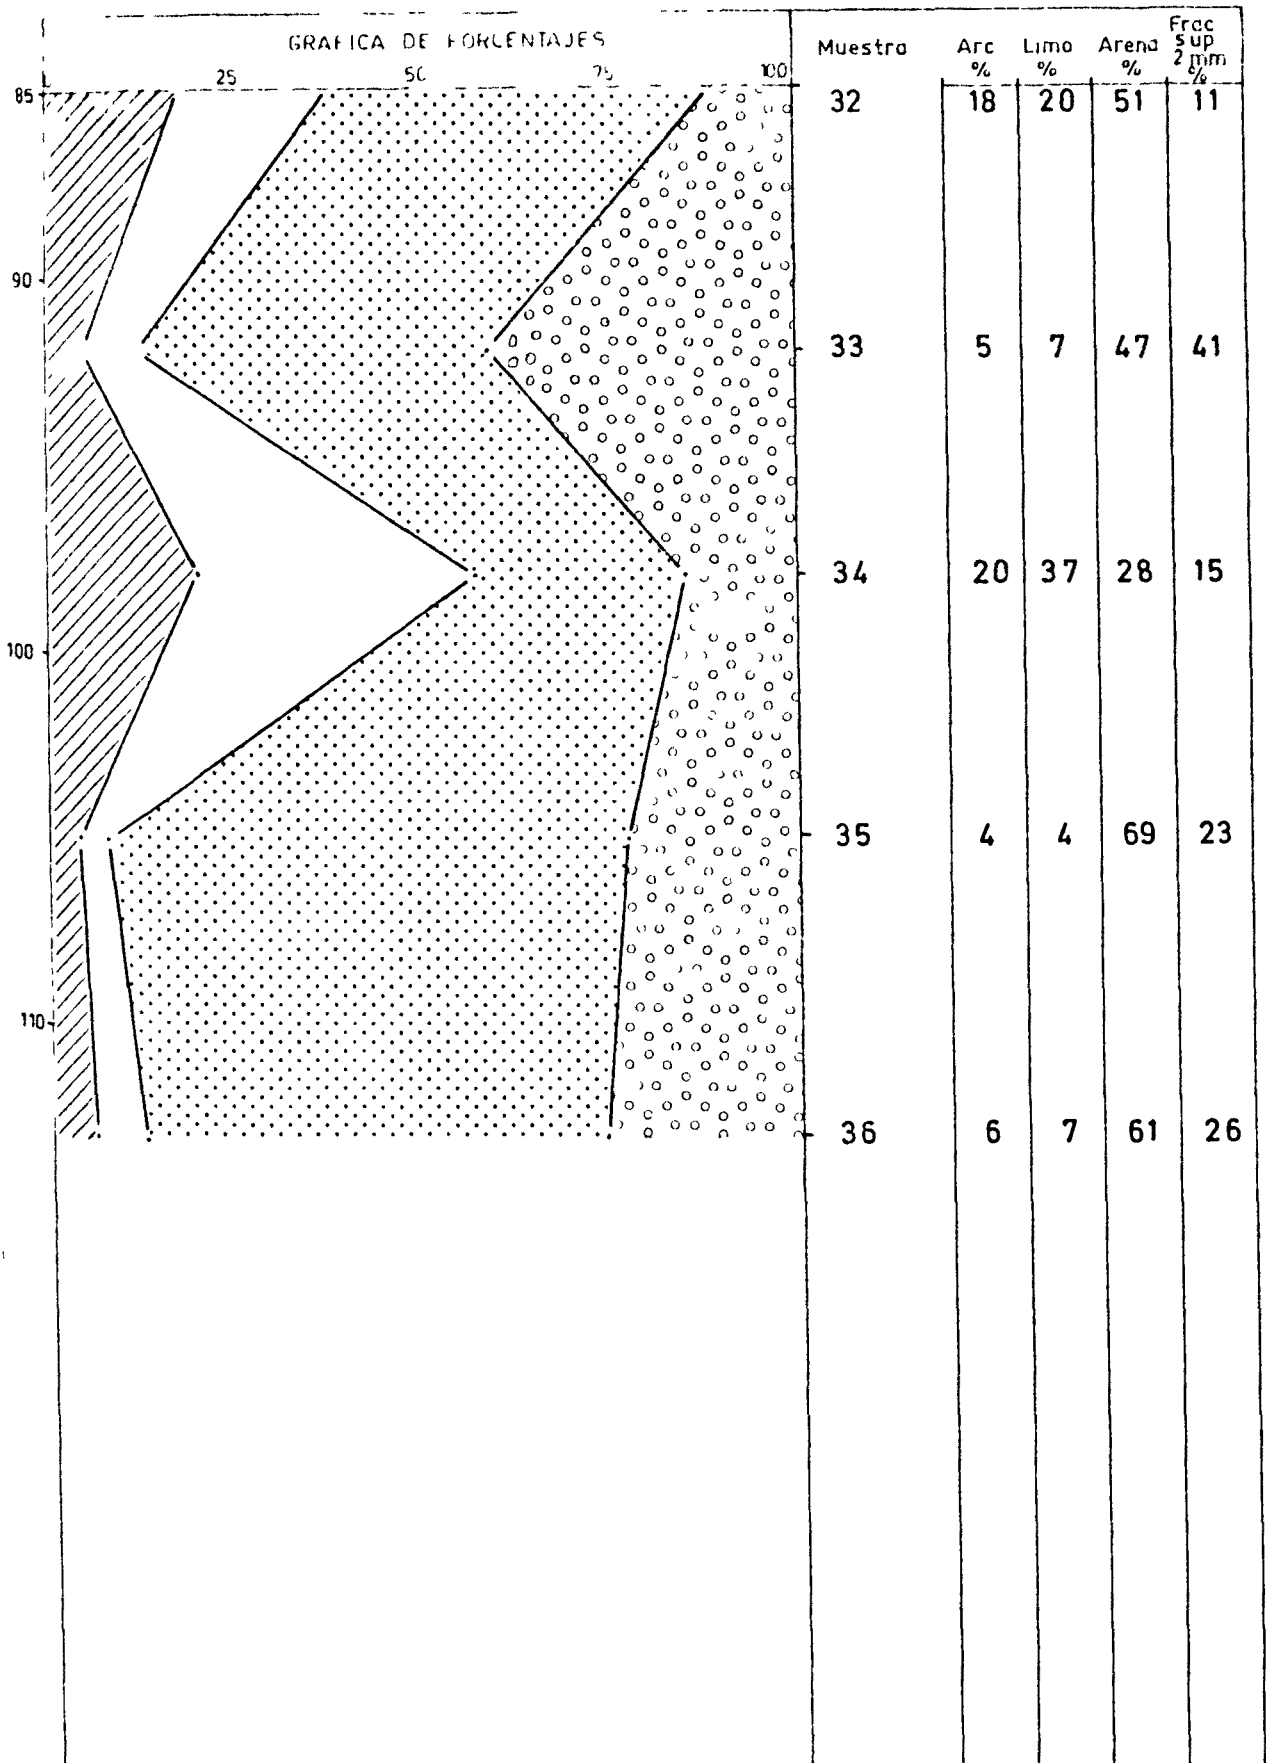 GRAFICA DE PORCENTAJES
25 50 75 100
Muestra Arc % Limo % Arena % Frac sup 2 mm %
85 32 18 20 51 11
90
33 5 7 47 41
34 20 37 28 15
100
35 4 4 69 23
110
36 6 7 61 26